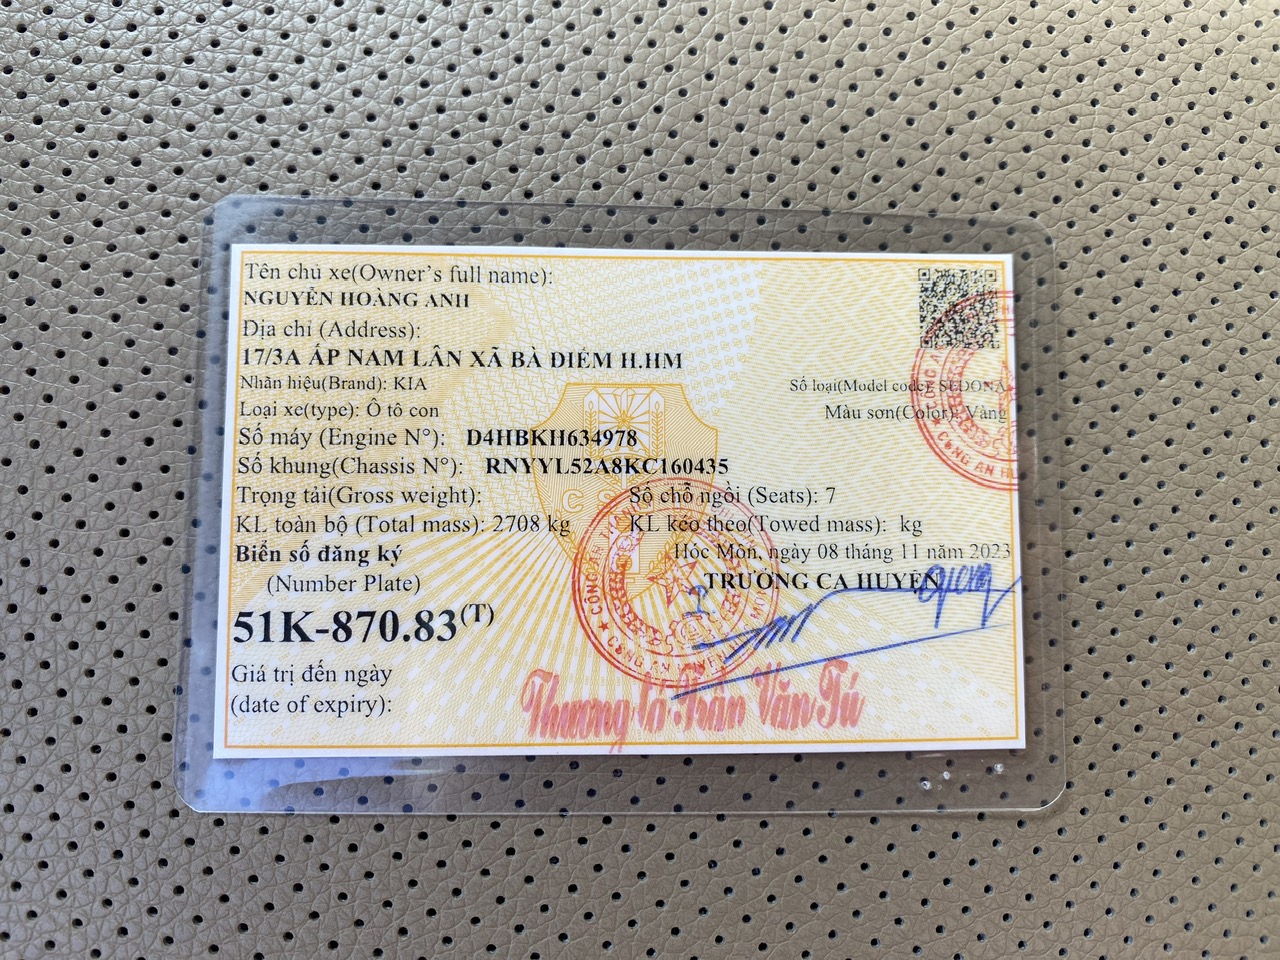 Tên chủ xe(Owner's full name):
NGUYỄN HOÀNG ANH
Địa chỉ (Address):
17/3A ẤP NAM LÂN XÃ BÀ ĐIỂM H.HM
Nhãn hiệu(Brand): KIA Số loại(Model code): SEDONA
Loại xe(type): Ô tô con Màu sơn(Color): Vàng
Số máy (Engine N°): D4HBKH634978
Số khung(Chassis N°): RNYYL52A8KC160435
Trọng tải(Gross weight): Số chỗ ngồi (Seats): 7
KL toàn bộ (Total mass): 2708 kg KL kéo theo(Towed mass): kg
Biển số đăng ký Hóc Môn, ngày 08 tháng 11 năm 2023
(Number Plate) TRƯỞNG CA HUYỆN
51K-870.83(T)
Giá trị đến ngày
(date of expiry):
Thượng tá Trần Văn Tú